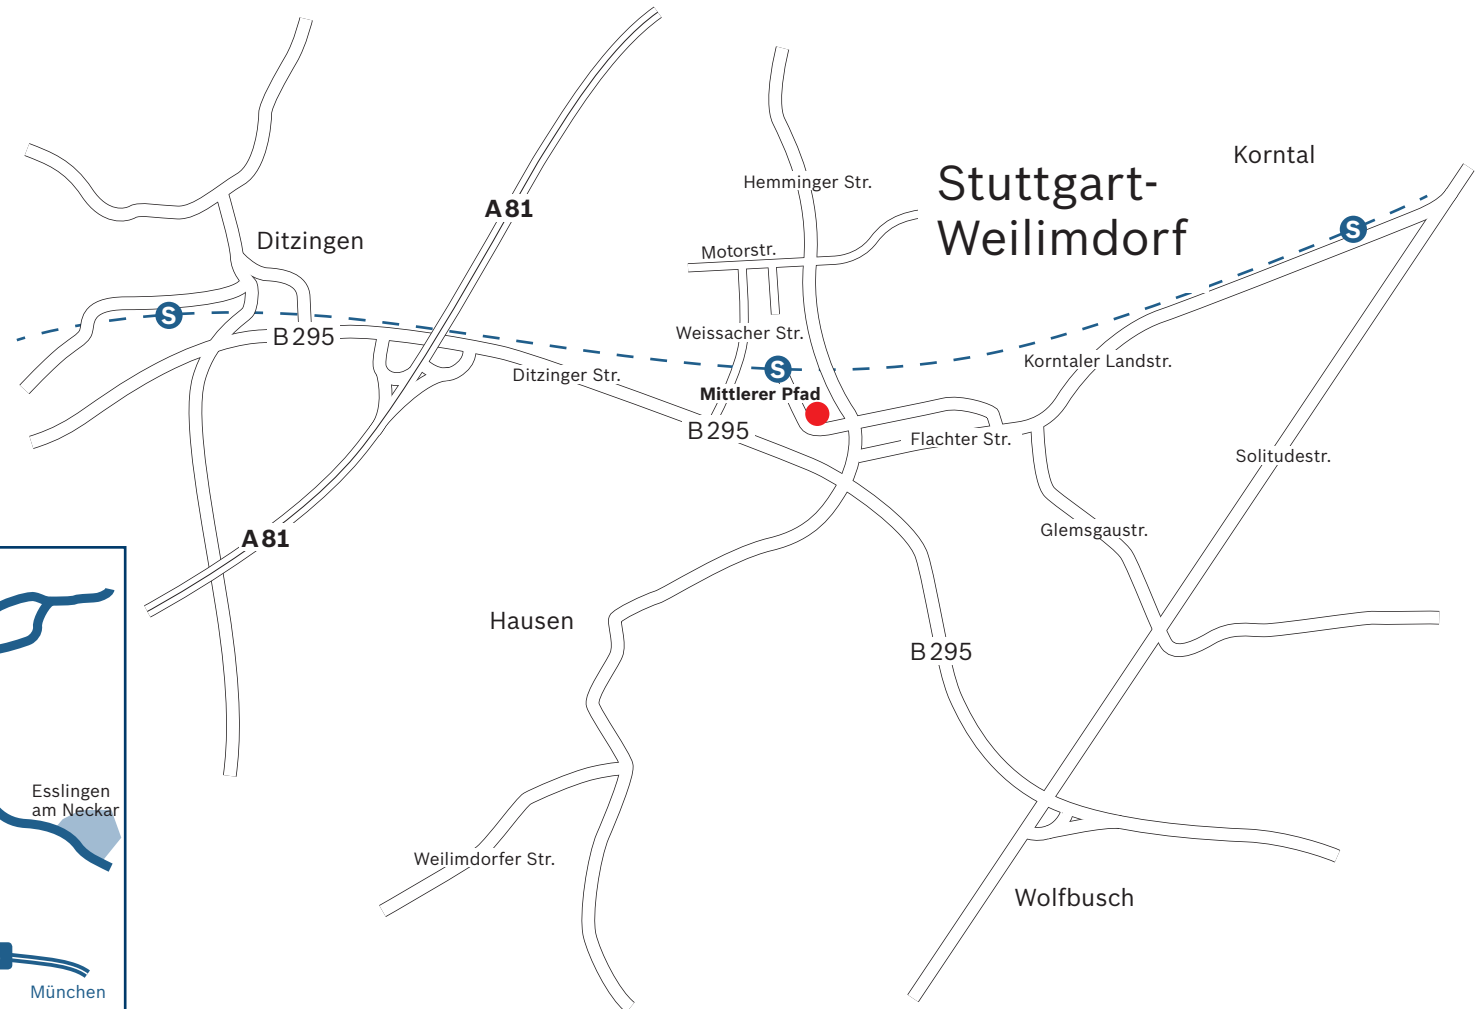 Korntal
Stuttgart-
Weilimdorf
Hemminger Str.
A 81
Ditzingen
Motorstr.
S
S
B 295
Weissacher Str.
S
Ditzinger Str.
Korntaler Landstr.
Mittlerer Pfad
B 295
Flachter Str.
Solitudestr.
A 81
Glemsgaustr.
Hausen
B 295
Esslingen
am Neckar
Weilimdorfer Str.
Wolfbusch
München